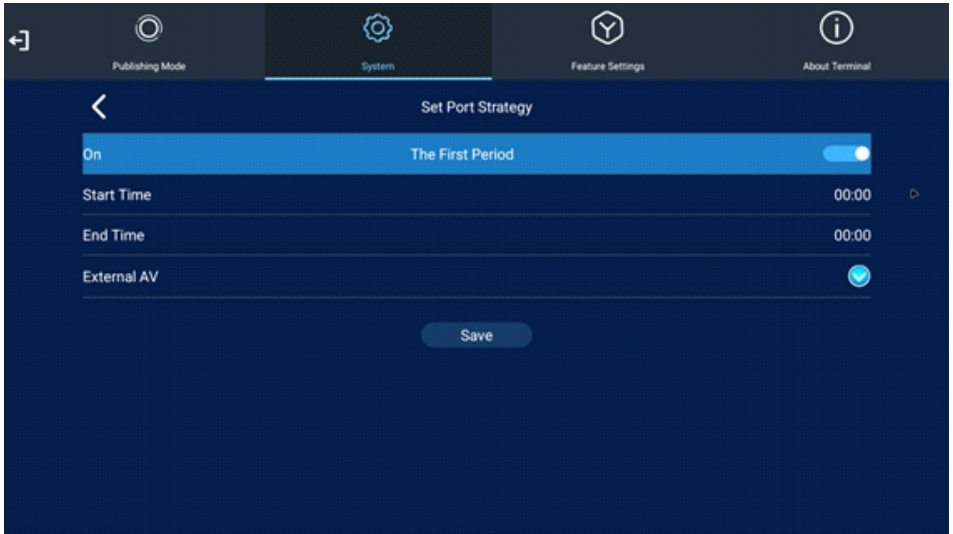 Publishing Mode
System
Feature Settings
About Terminal
Set Port Strategy
On The First Period
Start Time 00:00
End Time 00:00
External AV
Save